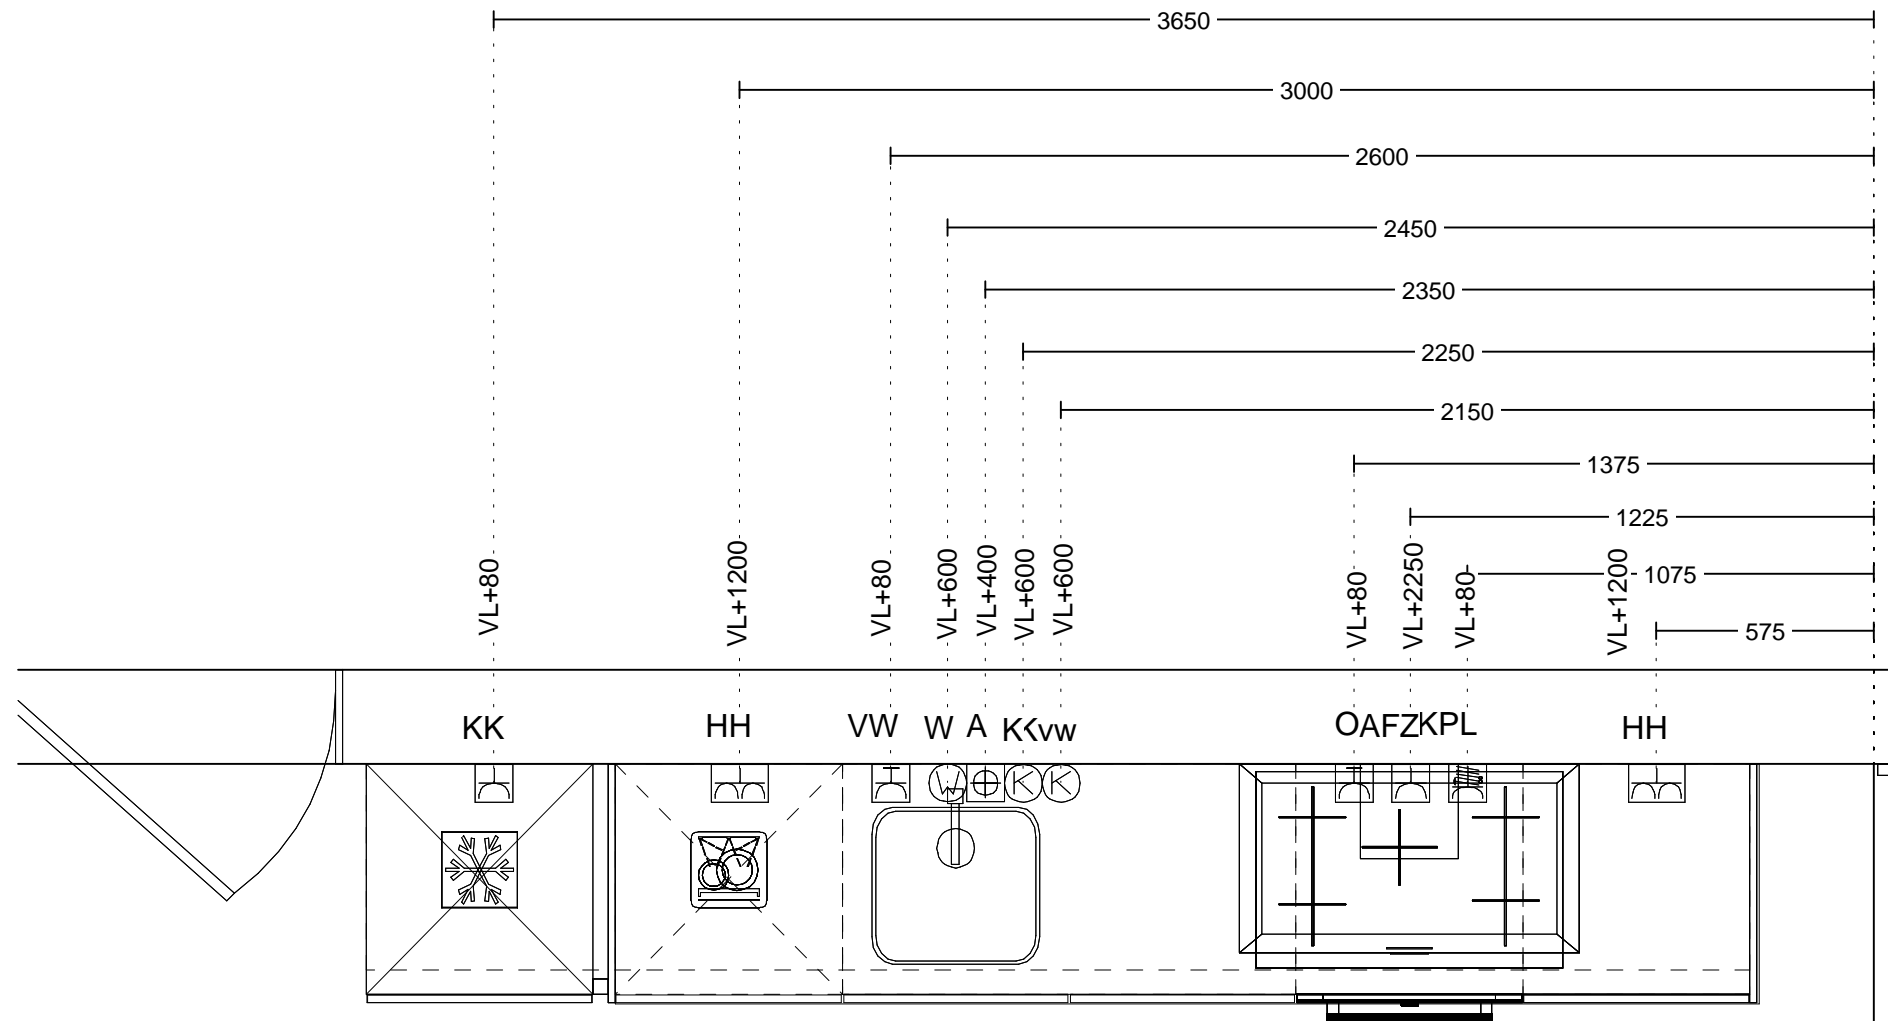 3650
3000
2600
2450
2350
2250
2150
1375
1225
1075
575
VL+80
VL+1200
VL+80
VL+600
VL+400
VL+600
VL+600
VL+80
VL+2250
VL+80
VL+1200
KK HH VW W A KK vw OAFZKPL HH
W K K